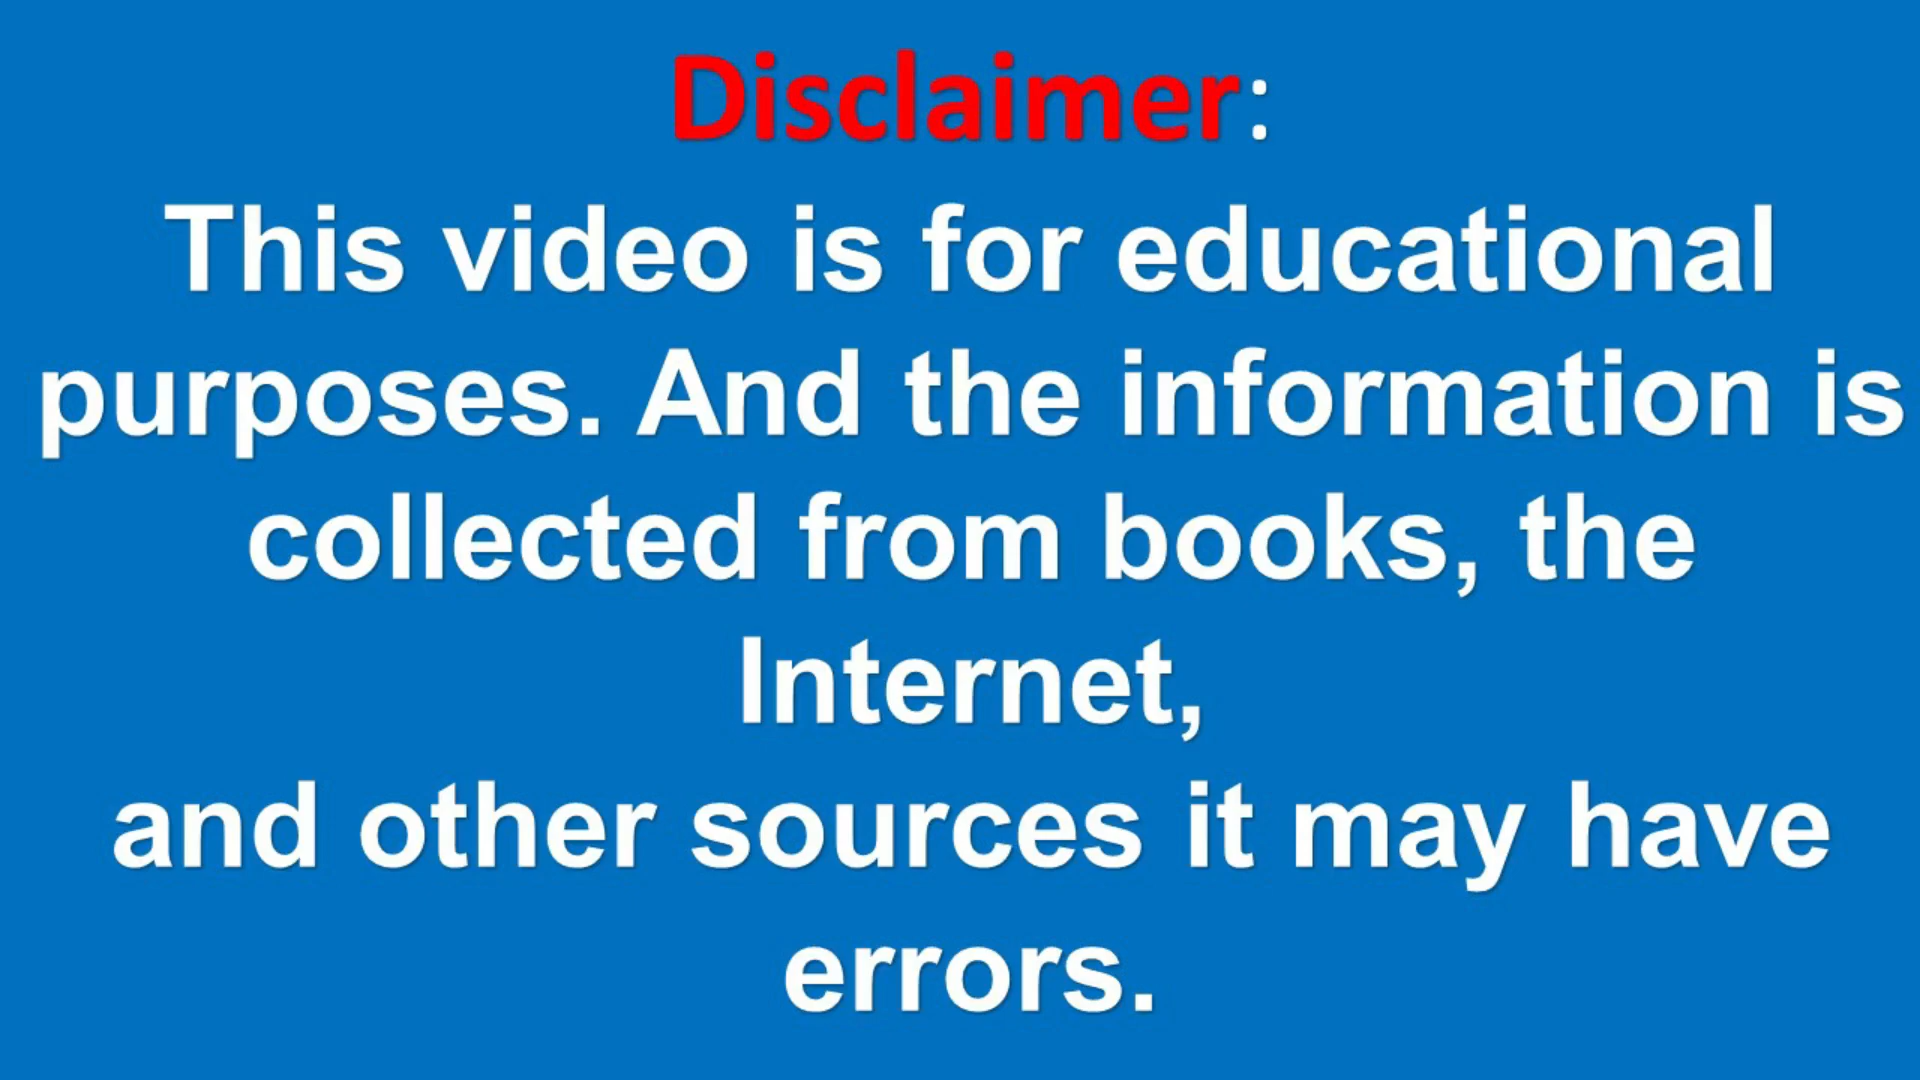 Disclaimer:
This video is for educational
purposes. And the information is
collected from books, the
Internet,
and other sources it may have
errors.